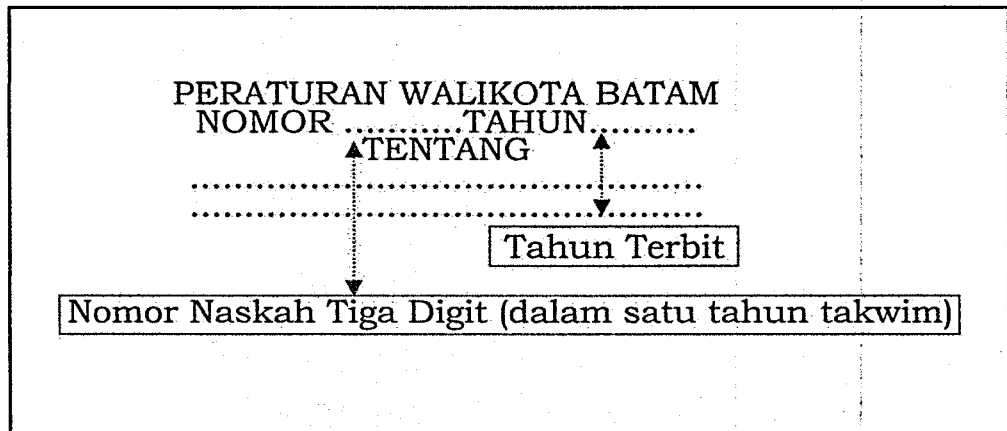 PERATURAN WALIKOTA BATAM
NOMOR ...........TAHUN..........
TENTANG
..................................................
..................................................
Tahun Terbit
Nomor Naskah Tiga Digit (dalam satu tahun takwim)